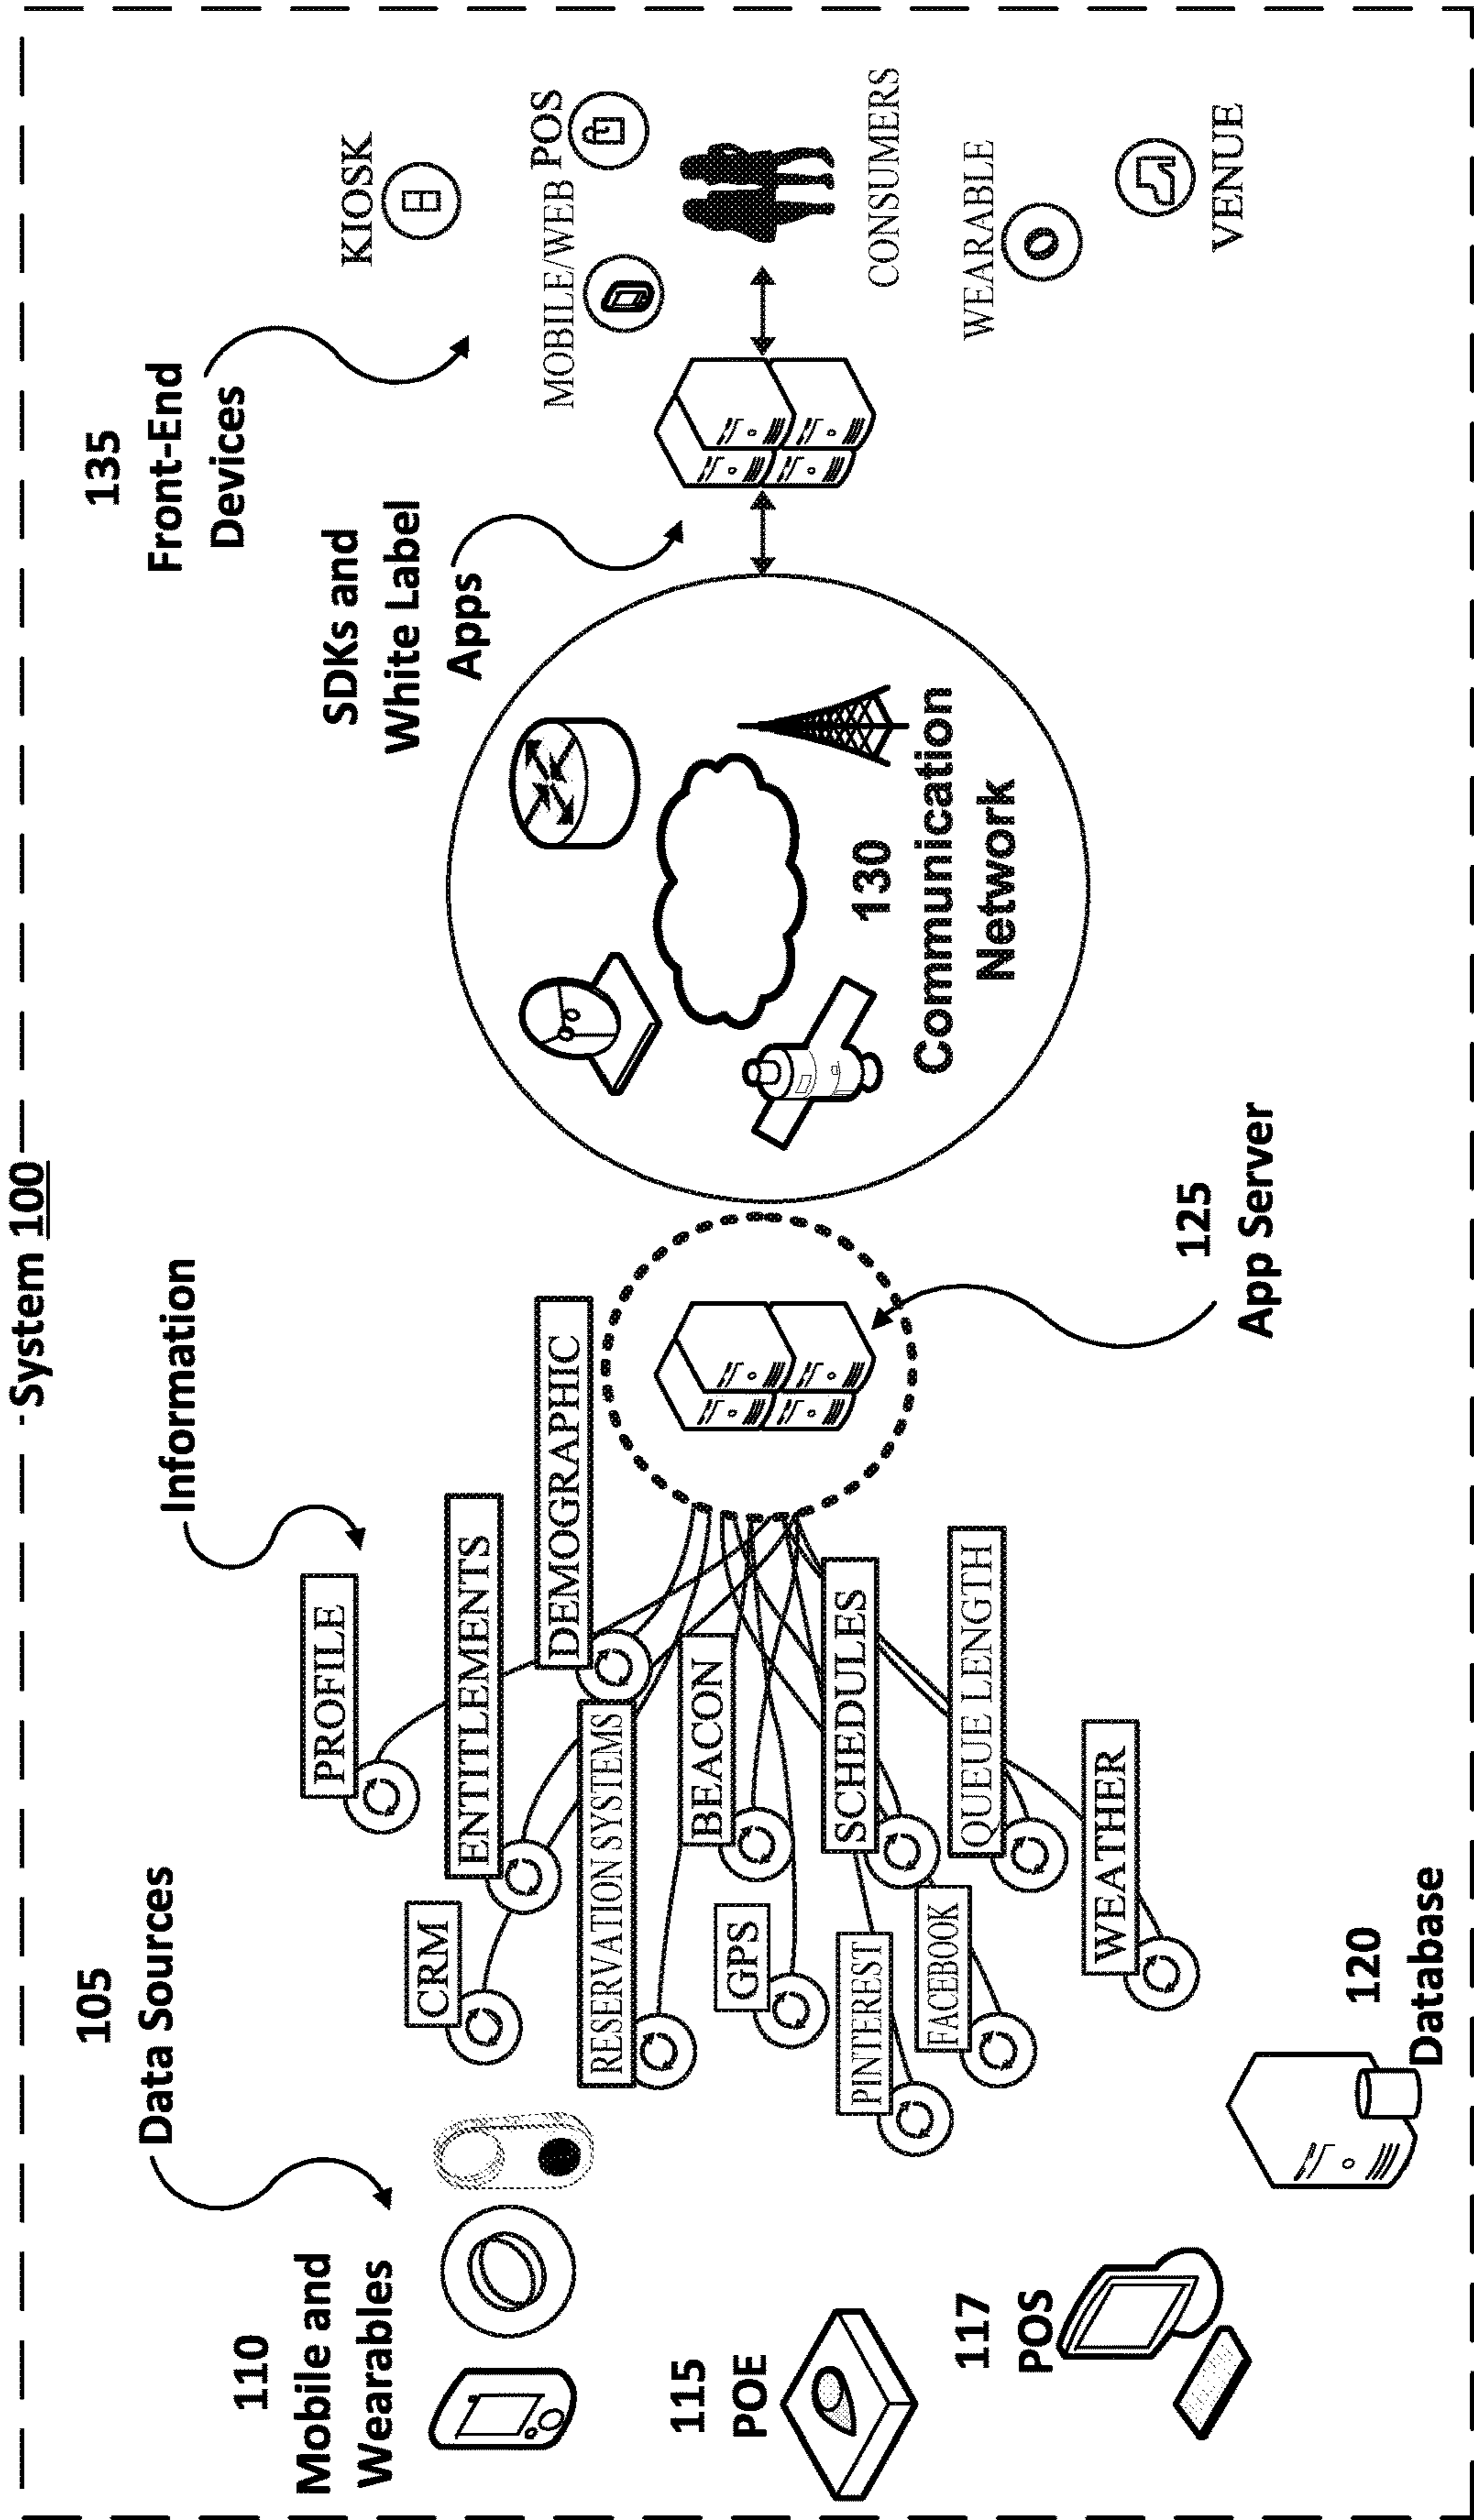 System 100
105
Data Sources
Information
110
Mobile and
Wearables
115
POE
117
POS
120
Database
PROFILE
ENTITLEMENTS
DEMOGRAPHIC
CRM
RESERVATION SYSTEMS
BEACON
GPS
SCHEDULES
PINTEREST
FACEBOOK
QUEUE LENGTH
WEATHER
125
App Server
130
Communication
Network
SDKs and
White Label
Apps
135
Front-End
Devices
KIOSK
MOBILE/WEB
POS
CONSUMERS
WEARABLE
VENUE